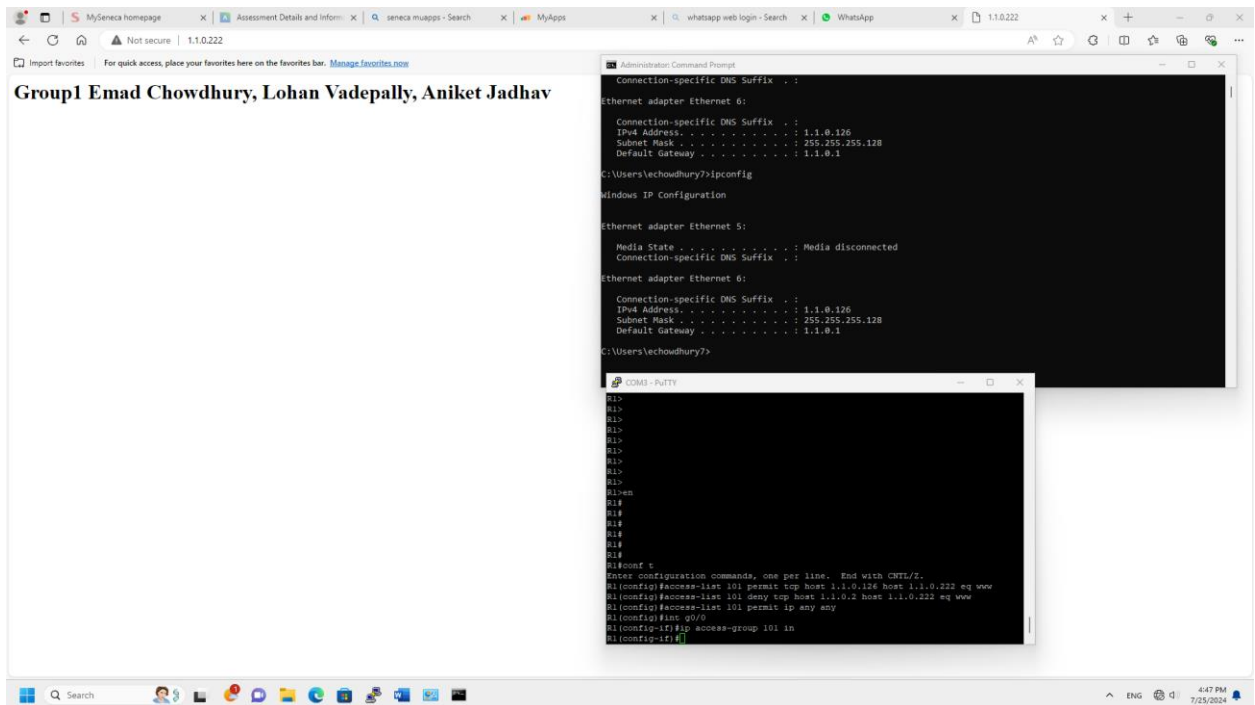 MySeneca homepage
Assessment Details and Inform
seneca muapps - Search
MyApps
whatsapp web login - Search
WhatsApp
1.1.0.222
Not secure | 1.1.0.222
Import favorites For quick access, place your favorites here on the favorites bar. Manage favorites now
Group1 Emad Chowdhury, Lohan Vadepally, Aniket Jadhav
Administrator: Command Prompt
Connection-specific DNS Suffix . :
Ethernet adapter Ethernet 6:
Connection-specific DNS Suffix . :
IPv4 Address. . . . . . . . . . . : 1.1.0.126
Subnet Mask . . . . . . . . . . . : 255.255.255.128
Default Gateway . . . . . . . . . : 1.1.0.1
C:\Users\echowdhury7>ipconfig
Windows IP Configuration
Ethernet adapter Ethernet 5:
Media State . . . . . . . . . . . : Media disconnected
Connection-specific DNS Suffix . :
Ethernet adapter Ethernet 6:
Connection-specific DNS Suffix . :
IPv4 Address. . . . . . . . . . . : 1.1.0.126
Subnet Mask . . . . . . . . . . . : 255.255.255.128
Default Gateway . . . . . . . . . : 1.1.0.1
C:\Users\echowdhury7>
COM3 - PuTTY
R1>
R1>
R1>
R1>
R1>
R1>
R1>
R1>
R1>
R1>en
R1#
R1#
R1#
R1#
R1#
R1#
R1#conf t
Enter configuration commands, one per line. End with CNTL/Z.
R1(config)#access-list 101 permit tcp host 1.1.0.126 host 1.1.0.222 eq www
R1(config)#access-list 101 deny tcp host 1.1.0.2 host 1.1.0.222 eq www
R1(config)#access-list 101 permit ip any any
R1(config)#int g0/0
R1(config-if)#ip access-group 101 in
R1(config-if)#
Search
ENG
4:47 PM
7/25/2024